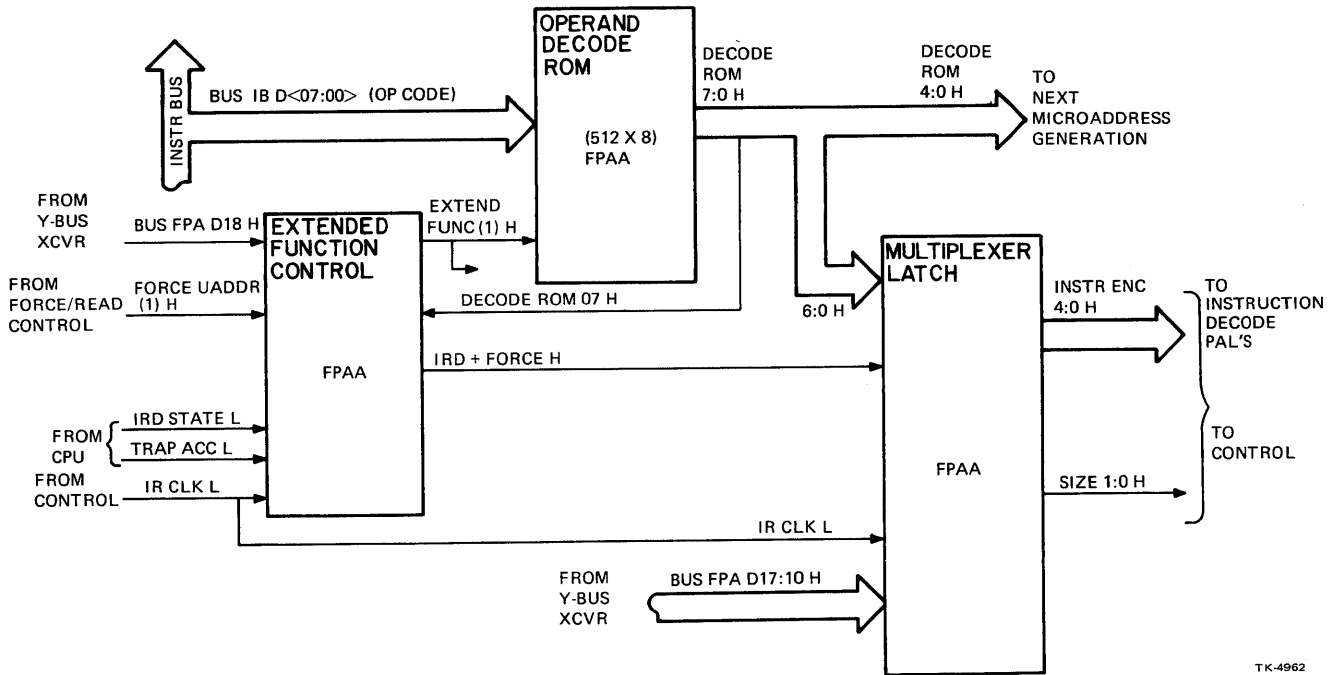 OPERAND
DECODE
ROM
(512 X 8)
FPAA
INSTR BUS
BUS IB D<07:00> (OP CODE)
DECODE
ROM
7:0 H
DECODE
ROM
4:0 H
TO
NEXT
MICROADDRESS
GENERATION
FROM
Y-BUS
XCVR
BUS FPA D18 H
EXTENDED
FUNCTION
CONTROL
FPAA
EXTEND
FUNC (1) H
FROM
FORCE/READ
CONTROL
FORCE UADDR
(1) H
DECODE ROM 07 H
6:0 H
MULTIPLEXER
LATCH
FPAA
INSTR ENC
4:0 H
TO
INSTRUCTION
DECODE
PAL'S
IRD + FORCE H
FROM
CPU
IRD STATE L
TRAP ACC L
FROM
CONTROL
IR CLK L
TO
CONTROL
SIZE 1:0 H
IR CLK L
FROM
Y-BUS
XCVR
BUS FPA D17:10 H
TK-4962